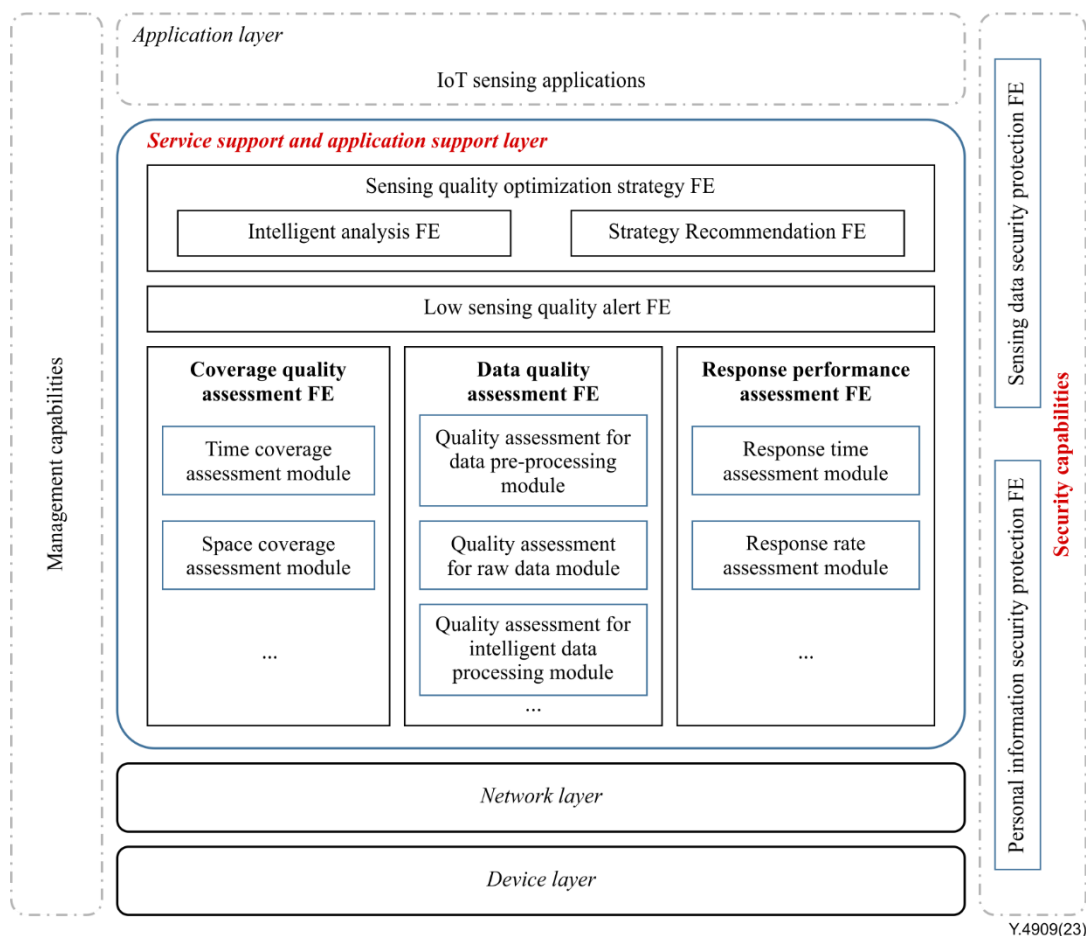 Application layer
IoT sensing applications
Service support and application support layer
Sensing quality optimization strategy FE
Intelligent analysis FE
Strategy Recommendation FE
Low sensing quality alert FE
Coverage quality
assessment FE
Time coverage
assessment module
Space coverage
assessment module
...
Data quality
assessment FE
Quality assessment for
data pre-processing
module
Quality assessment
for raw data module
Quality assessment for
intelligent data
processing module
...
Response performance
assessment FE
Response time
assessment module
Response rate
assessment module
...
Network layer
Device layer
Management capabilities
Sensing data security protection FE
Personal information security protection FE
Security capabilities
Y.4909(23)